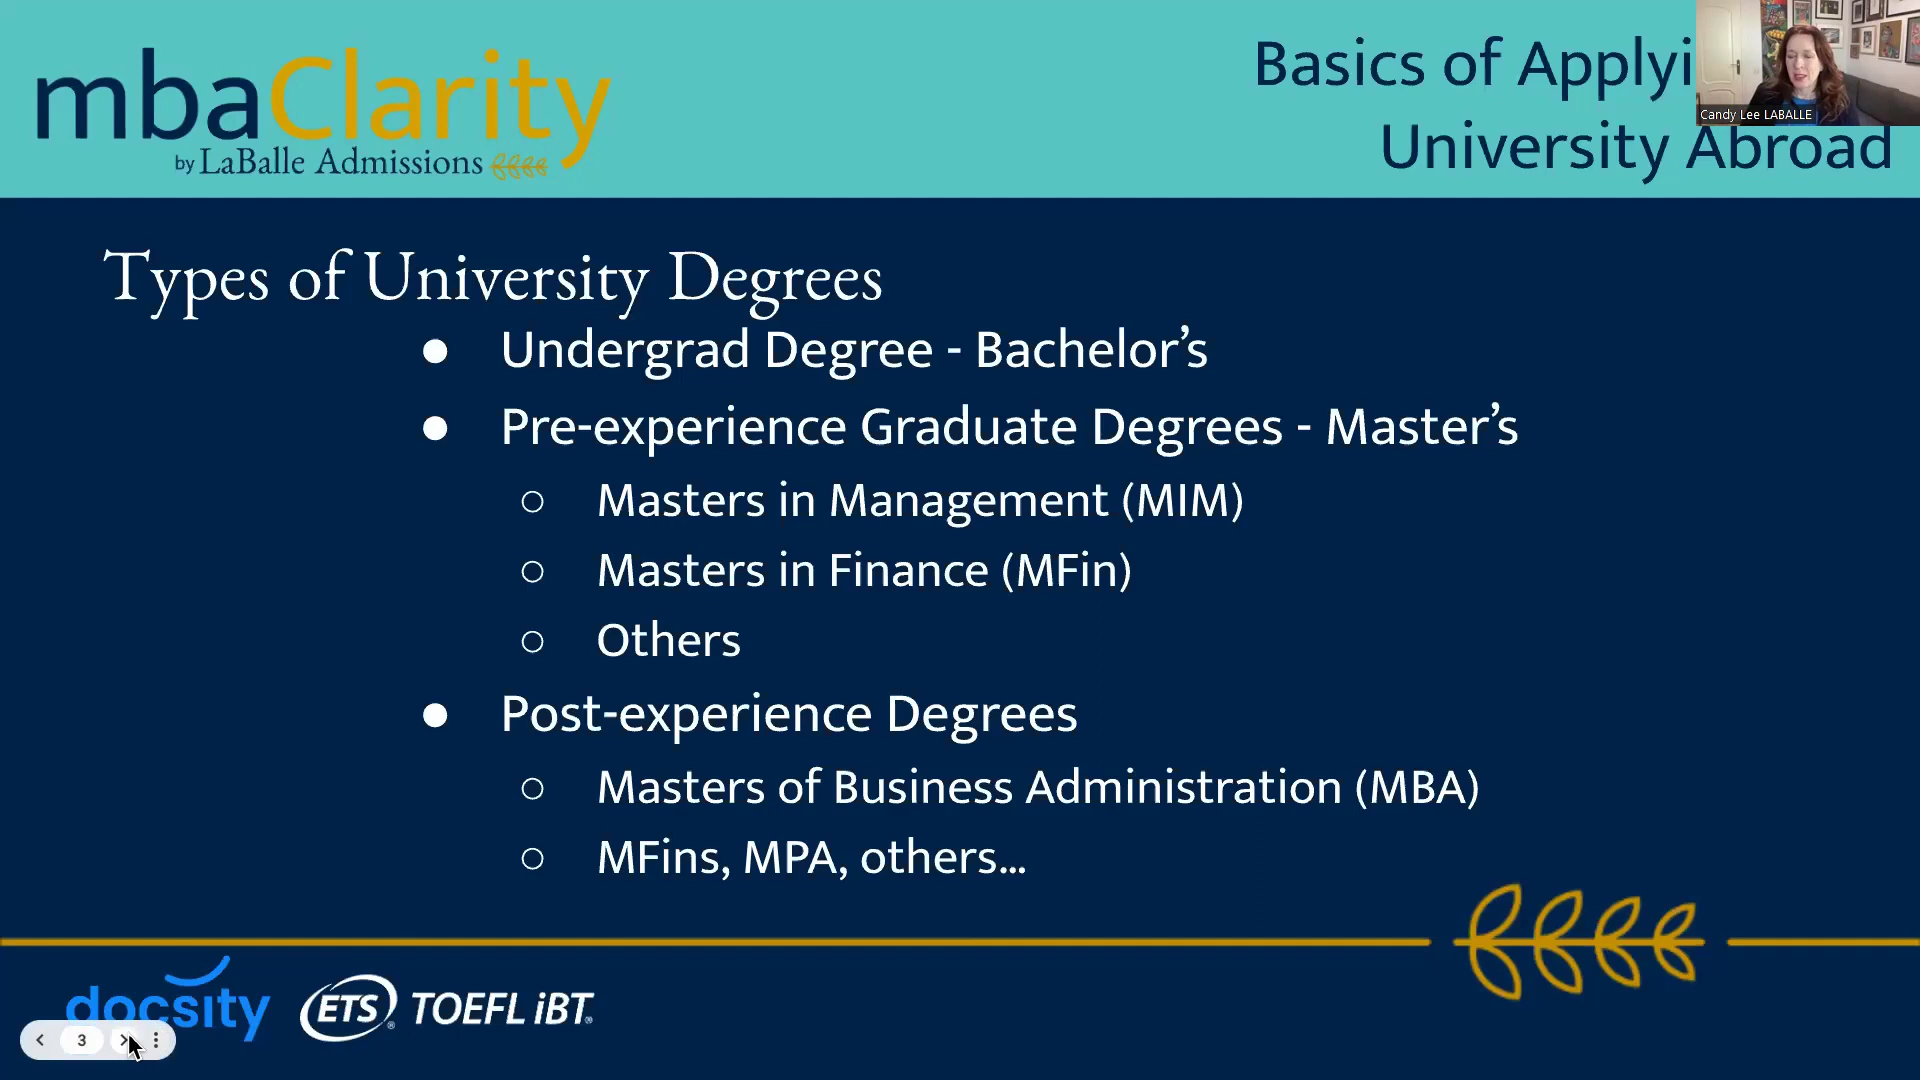 mbaClarity
by LaBalle Admissions
Basics of Applyi
University Abroad
Candy Lee LABALLE
Types of University Degrees
● Undergrad Degree - Bachelor’s
● Pre-experience Graduate Degrees - Master’s
○ Masters in Management (MIM)
○ Masters in Finance (MFin)
○ Others
● Post-experience Degrees
○ Masters of Business Administration (MBA)
○ MFins, MPA, others...
docsity
ETS® TOEFL iBT®
3